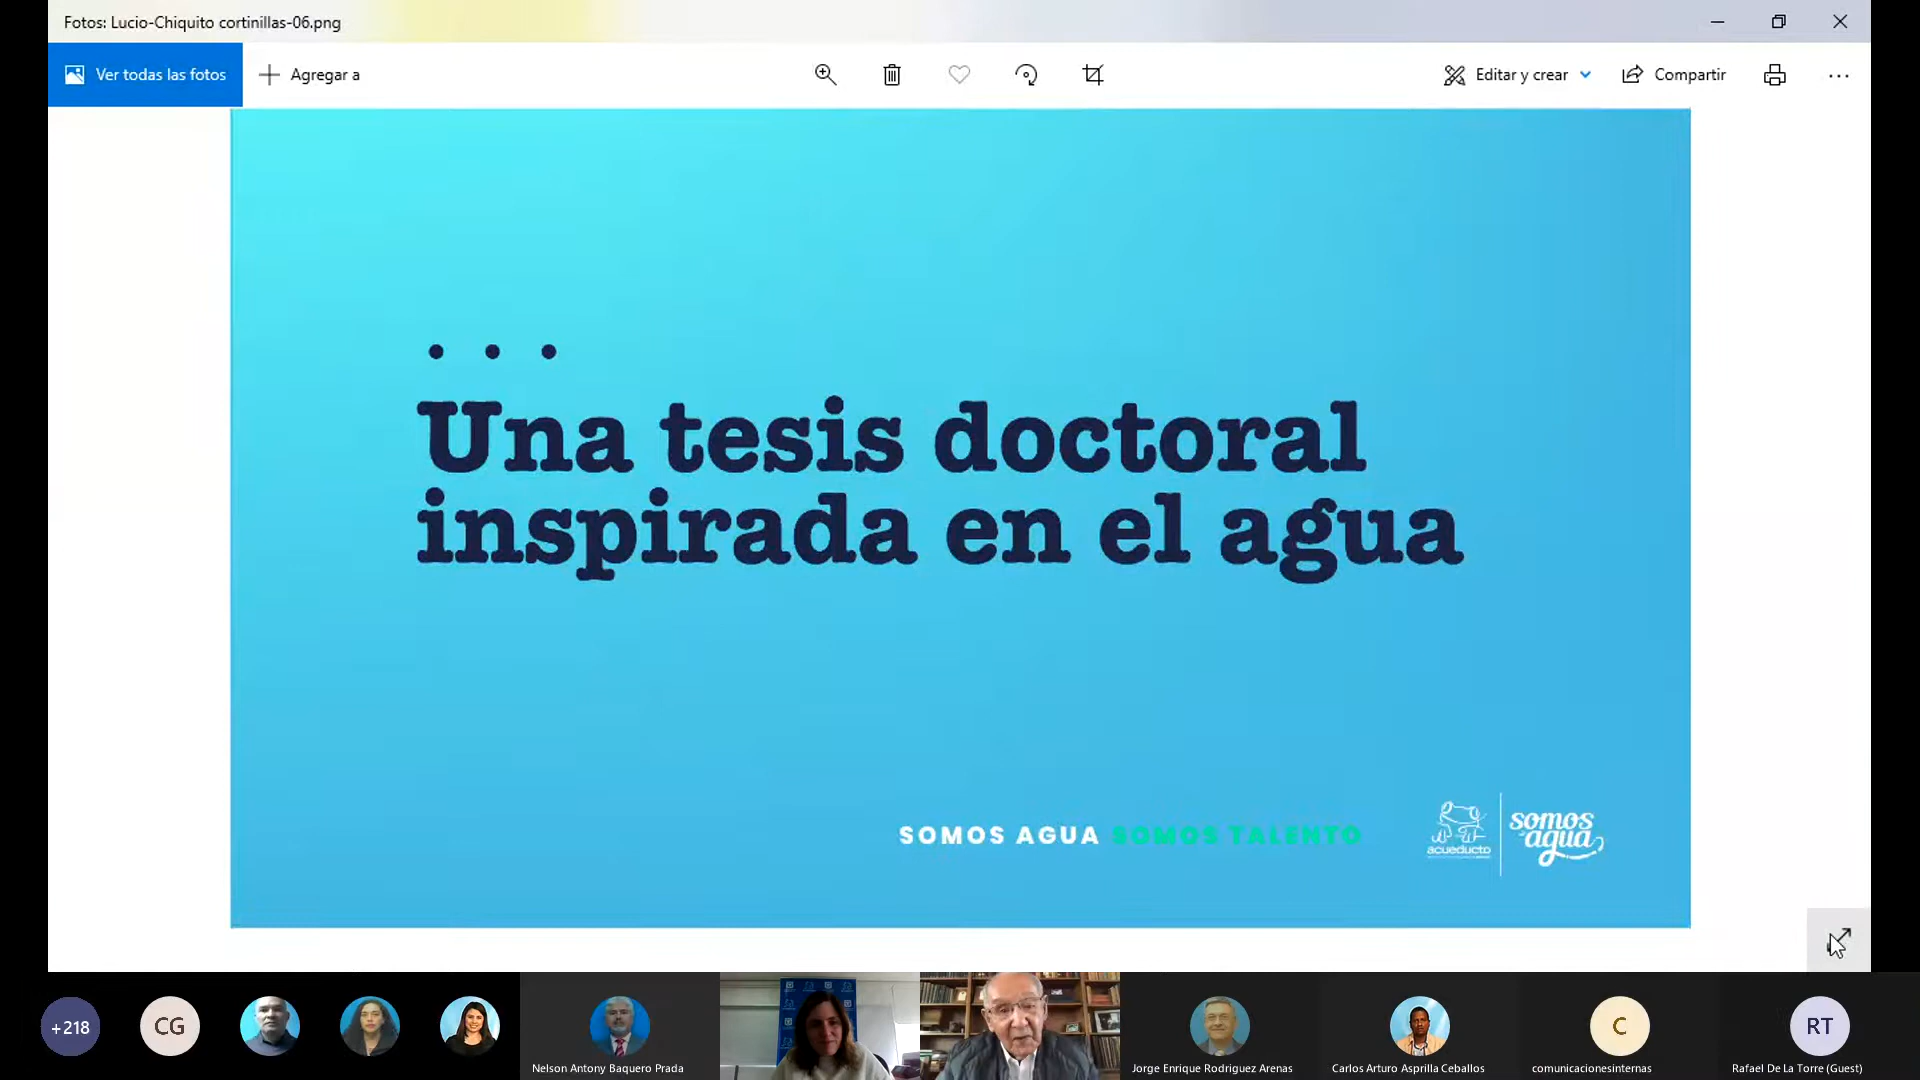 Fotos: Lucio-Chiquito cortinillas-06.png
Ver todas las fotos
Agregar a
Editar y crear
Compartir
Una tesis doctoral
inspirada en el agua
SOMOS AGUA SOMOS TALENTO
acueducto
somos
agua
+218
CG
Nelson Antony Baquero Prada
Jorge Enrique Rodriguez Arenas
Carlos Arturo Asprilla Ceballos
C
comunicacionesinternas
RT
Rafael De La Torre (Guest)